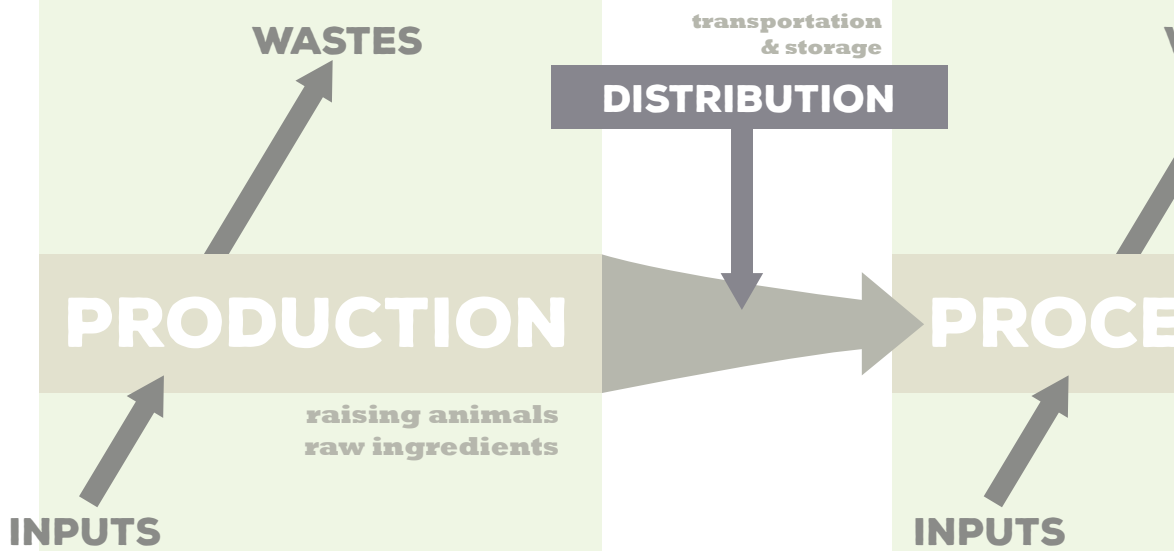 WASTES
transportation
& storage
DISTRIBUTION
PRODUCTION
raising animals
raw ingredients
INPUTS
INPUTS